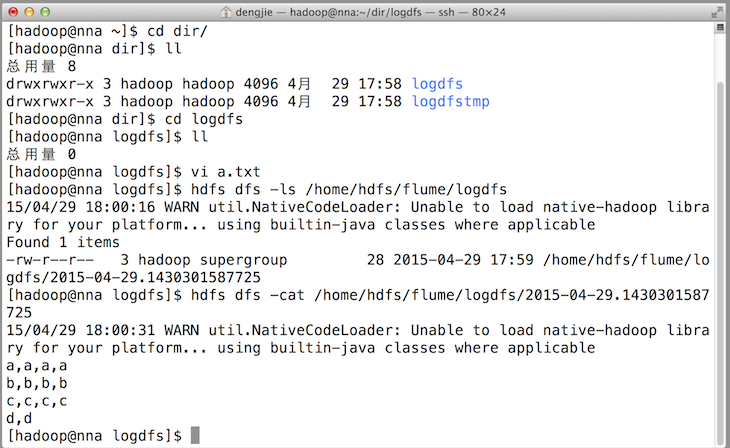 dengjie — hadoop@nna:~/dir/logdfs — ssh — 80×24
[hadoop@nna ~]$ cd dir/
[hadoop@nna dir]$ ll
总用量 8
drwxrwxr-x 3 hadoop hadoop 4096 4月  29 17:58 logdfs
drwxrwxr-x 3 hadoop hadoop 4096 4月  29 17:58 logdfstmp
[hadoop@nna dir]$ cd logdfs
[hadoop@nna logdfs]$ ll
总用量 0
[hadoop@nna logdfs]$ vi a.txt
[hadoop@nna logdfs]$ hdfs dfs -ls /home/hdfs/flume/logdfs
15/04/29 18:00:16 WARN util.NativeCodeLoader: Unable to load native-hadoop libra
ry for your platform... using builtin-java classes where applicable
Found 1 items
-rw-r--r--   3 hadoop supergroup         28 2015-04-29 17:59 /home/hdfs/flume/lo
gdfs/2015-04-29.1430301587725
[hadoop@nna logdfs]$ hdfs dfs -cat /home/hdfs/flume/logdfs/2015-04-29.1430301587
725
15/04/29 18:00:31 WARN util.NativeCodeLoader: Unable to load native-hadoop libra
ry for your platform... using builtin-java classes where applicable
a,a,a,a
b,b,b,b
c,c,c,c
d,d
[hadoop@nna logdfs]$